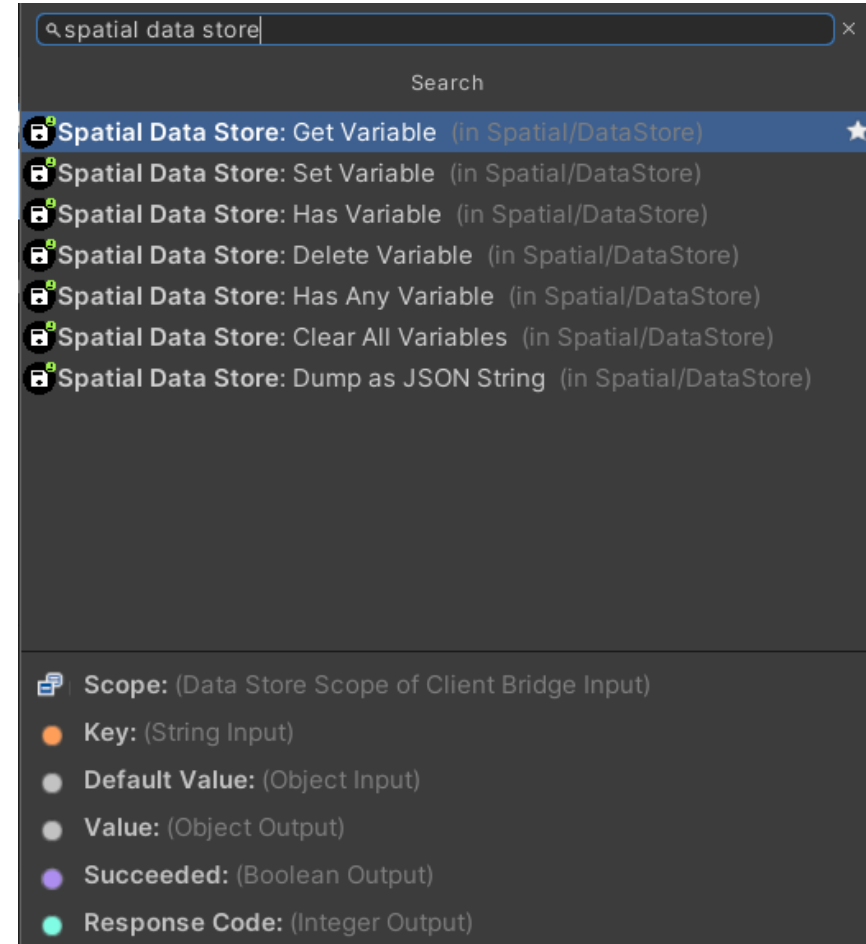 spatial data store
Search
Spatial Data Store: Get Variable (in Spatial/DataStore)
Spatial Data Store: Set Variable (in Spatial/DataStore)
Spatial Data Store: Has Variable (in Spatial/DataStore)
Spatial Data Store: Delete Variable (in Spatial/DataStore)
Spatial Data Store: Has Any Variable (in Spatial/DataStore)
Spatial Data Store: Clear All Variables (in Spatial/DataStore)
Spatial Data Store: Dump as JSON String (in Spatial/DataStore)
Scope: (Data Store Scope of Client Bridge Input)
Key: (String Input)
Default Value: (Object Input)
Value: (Object Output)
Succeeded: (Boolean Output)
Response Code: (Integer Output)